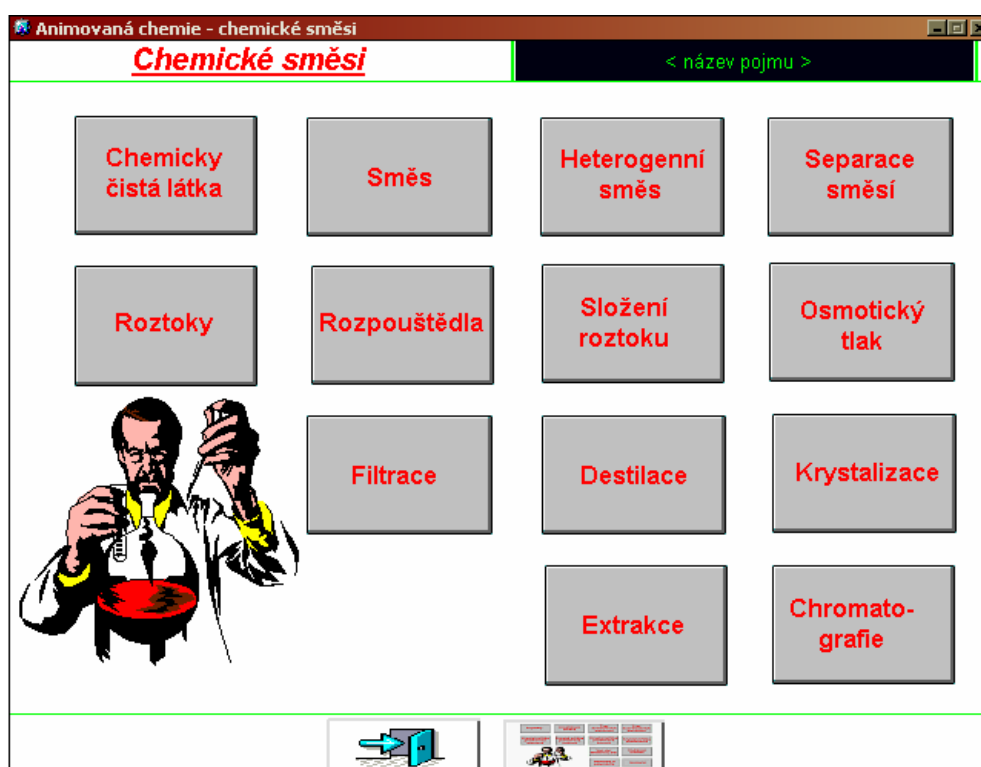 Animovaná chemie - chemické směsi
Chemické směsi
< název pojmu >
Chemicky
čistá látka
Směs
Heterogenní
směs
Separace
směsí
Roztoky
Rozpouštědla
Složení
roztoku
Osmotický
tlak
Filtrace
Destilace
Krystalizace
Extrakce
Chromato-
grafie